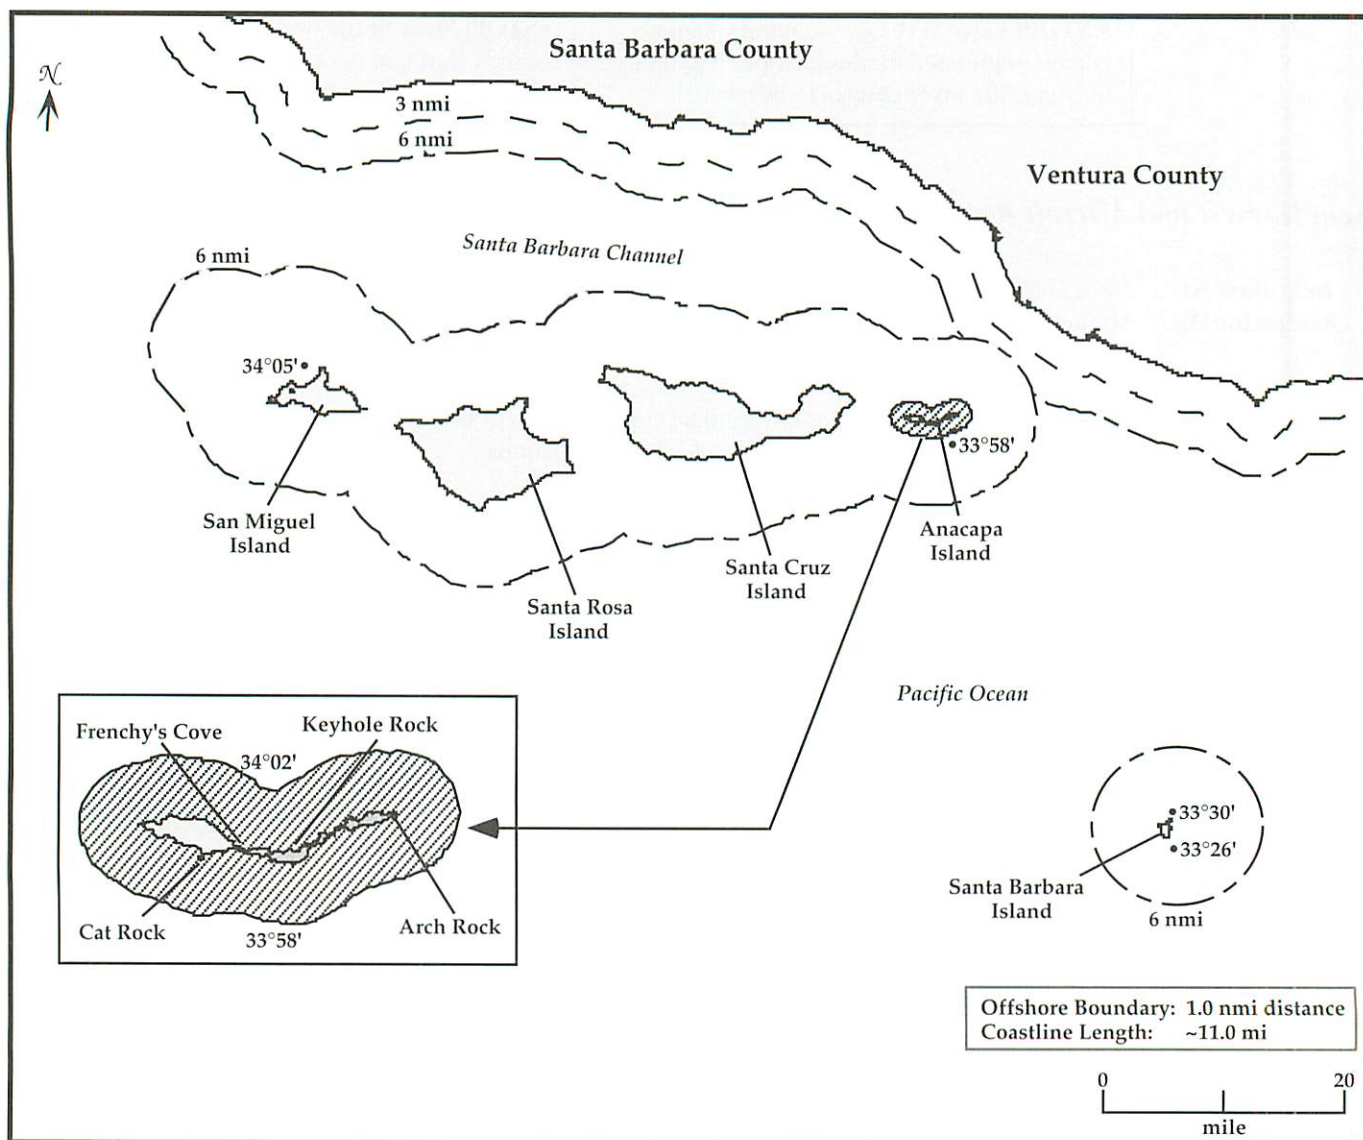 Santa Barbara County
N
3 nmi
6 nmi
Ventura County
Santa Barbara Channel
6 nmi
34°05'
33°58'
San Miguel
Island
Anacapa
Island
Santa Cruz
Island
Santa Rosa
Island
Pacific Ocean
Frenchy's Cove
Keyhole Rock
34°02'
Cat Rock
33°58'
Arch Rock
33°30'
33°26'
Santa Barbara
Island
6 nmi
Offshore Boundary: 1.0 nmi distance
Coastline Length: ~11.0 mi
0 20
mile